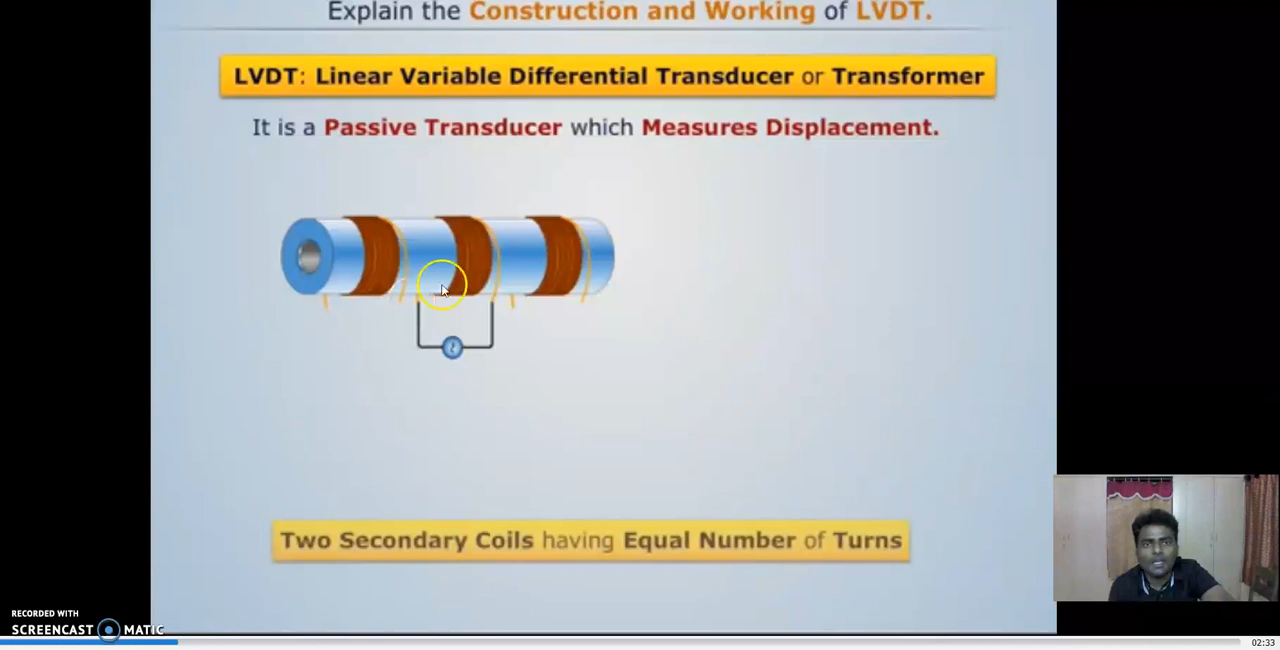 Explain the Construction and Working of LVDT.
LVDT: Linear Variable Differential Transducer or Transformer
It is a Passive Transducer which Measures Displacement.
Two Secondary Coils having Equal Number of Turns
RECORDED WITH
SCREENCAST MATIC
02:33